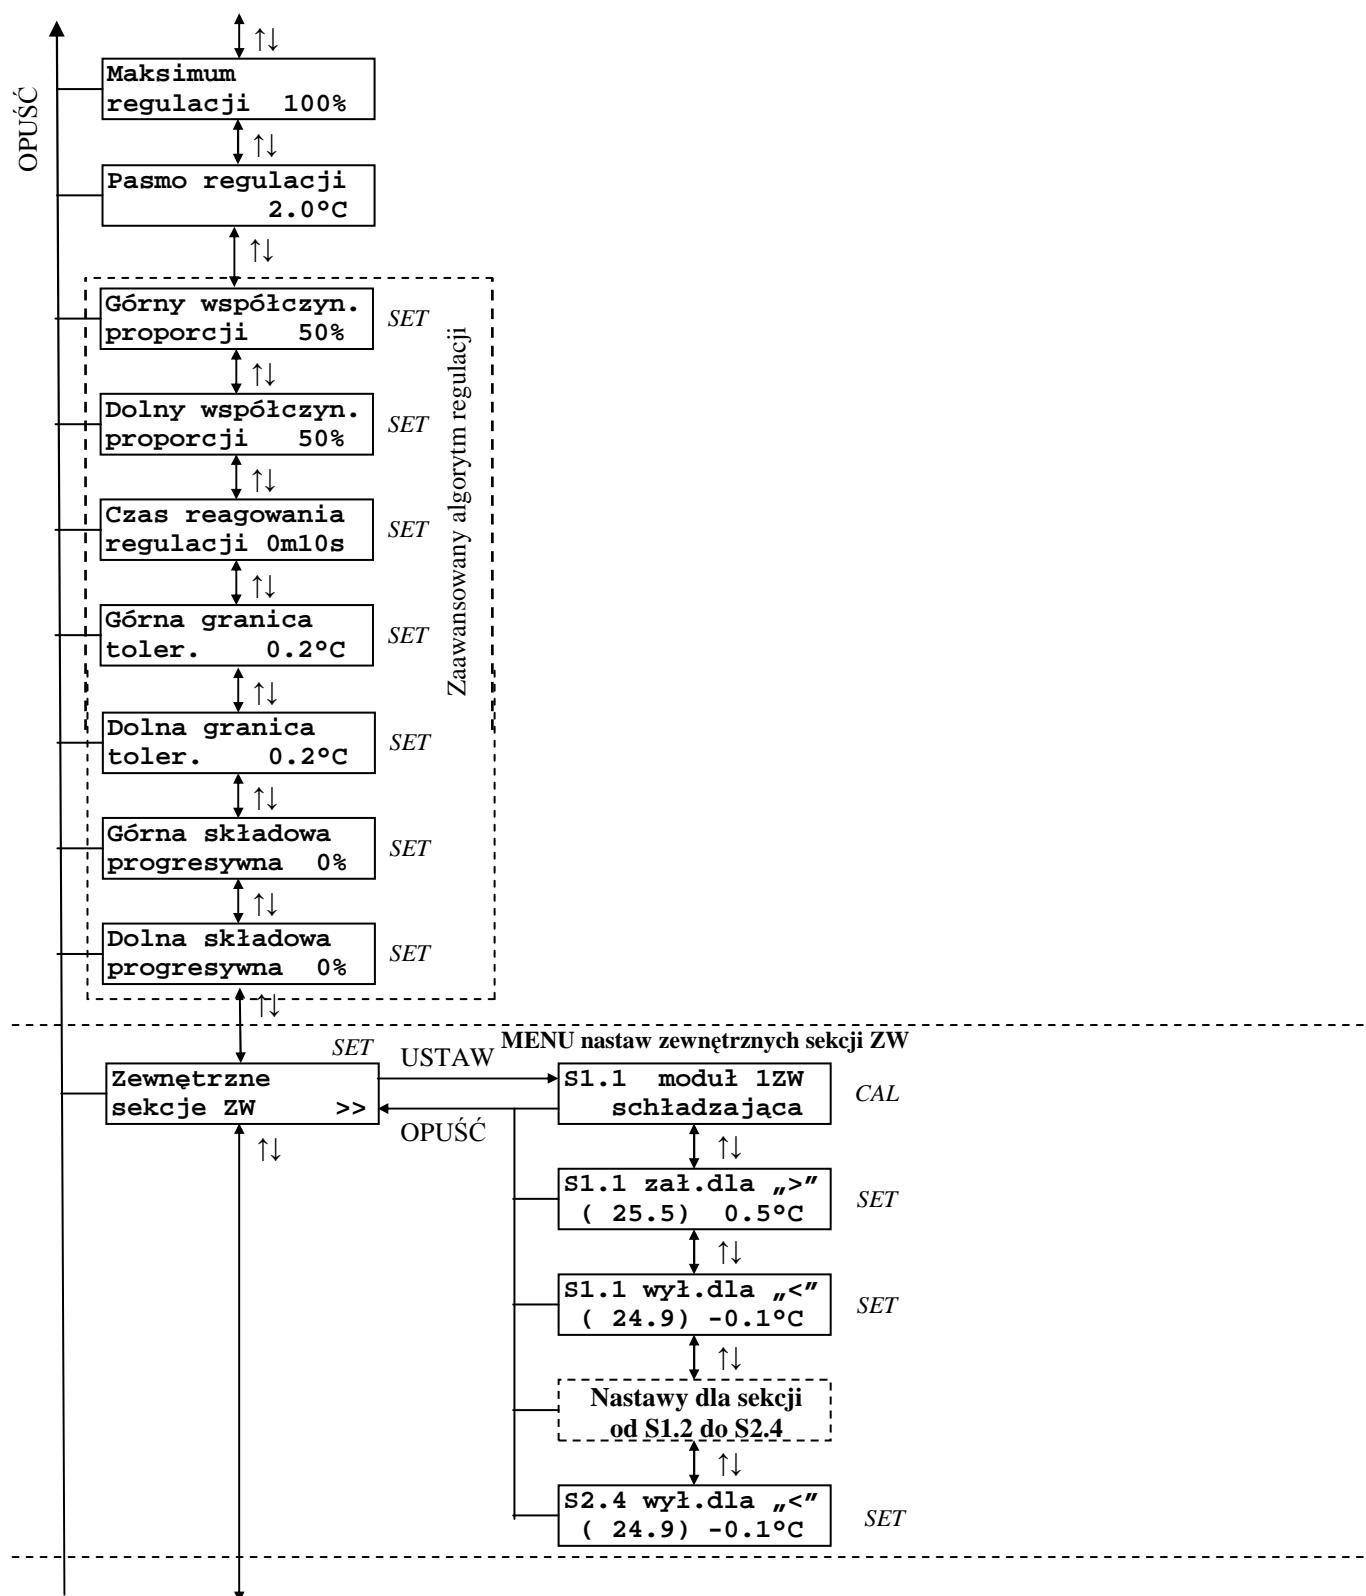 ↑↓
OPUŚĆ
Maksimum
regulacji 100%
↑↓
Pasmo regulacji
2.0°C
↑↓
Zaawansowany algorytm regulacji
Górny współczyn.
proporcji 50%
SET
↑↓
Dolny współczyn.
proporcji 50%
SET
↑↓
Czas reagowania
regulacji 0m10s
SET
↑↓
Górna granica
toler. 0.2°C
SET
↑↓
Dolna granica
toler. 0.2°C
SET
↑↓
Górna składowa
progresywna 0%
SET
↑↓
Dolna składowa
progresywna 0%
SET
↑↓
MENU nastaw zewnętrznych sekcji ZW
SET
Zewnętrzne
sekcje ZW >>
USTAW
OPUŚĆ
↑↓
S1.1 moduł 1ZW
schładzająca
CAL
↑↓
S1.1 zał.dla „>”
( 25.5) 0.5°C
SET
↑↓
S1.1 wył.dla „<”
( 24.9) -0.1°C
SET
↑↓
Nastawy dla sekcji
od S1.2 do S2.4
↑↓
S2.4 wył.dla „<”
( 24.9) -0.1°C
SET